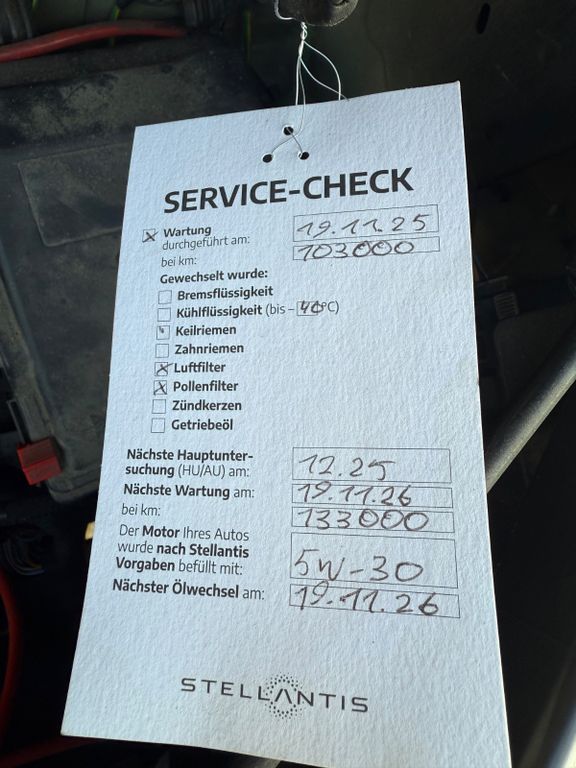 SERVICE-CHECK
Wartung 19.11.25
durchgeführt am:
bei km: 103000
Gewechselt wurde:
Bremsflüssigkeit
Kühlflüssigkeit (bis – 40°C)
Keilriemen
Zahnriemen
Luftfilter
Pollenfilter
Zündkerzen
Getriebeöl
Nächste Hauptunter-
suchung (HU/AU) am: 12.25
Nächste Wartung am: 19.11.26
bei km: 133000
Der Motor Ihres Autos
wurde nach Stellantis
Vorgaben befüllt mit: 5W-30
Nächster Ölwechsel am: 19.11.26
STELLANTIS